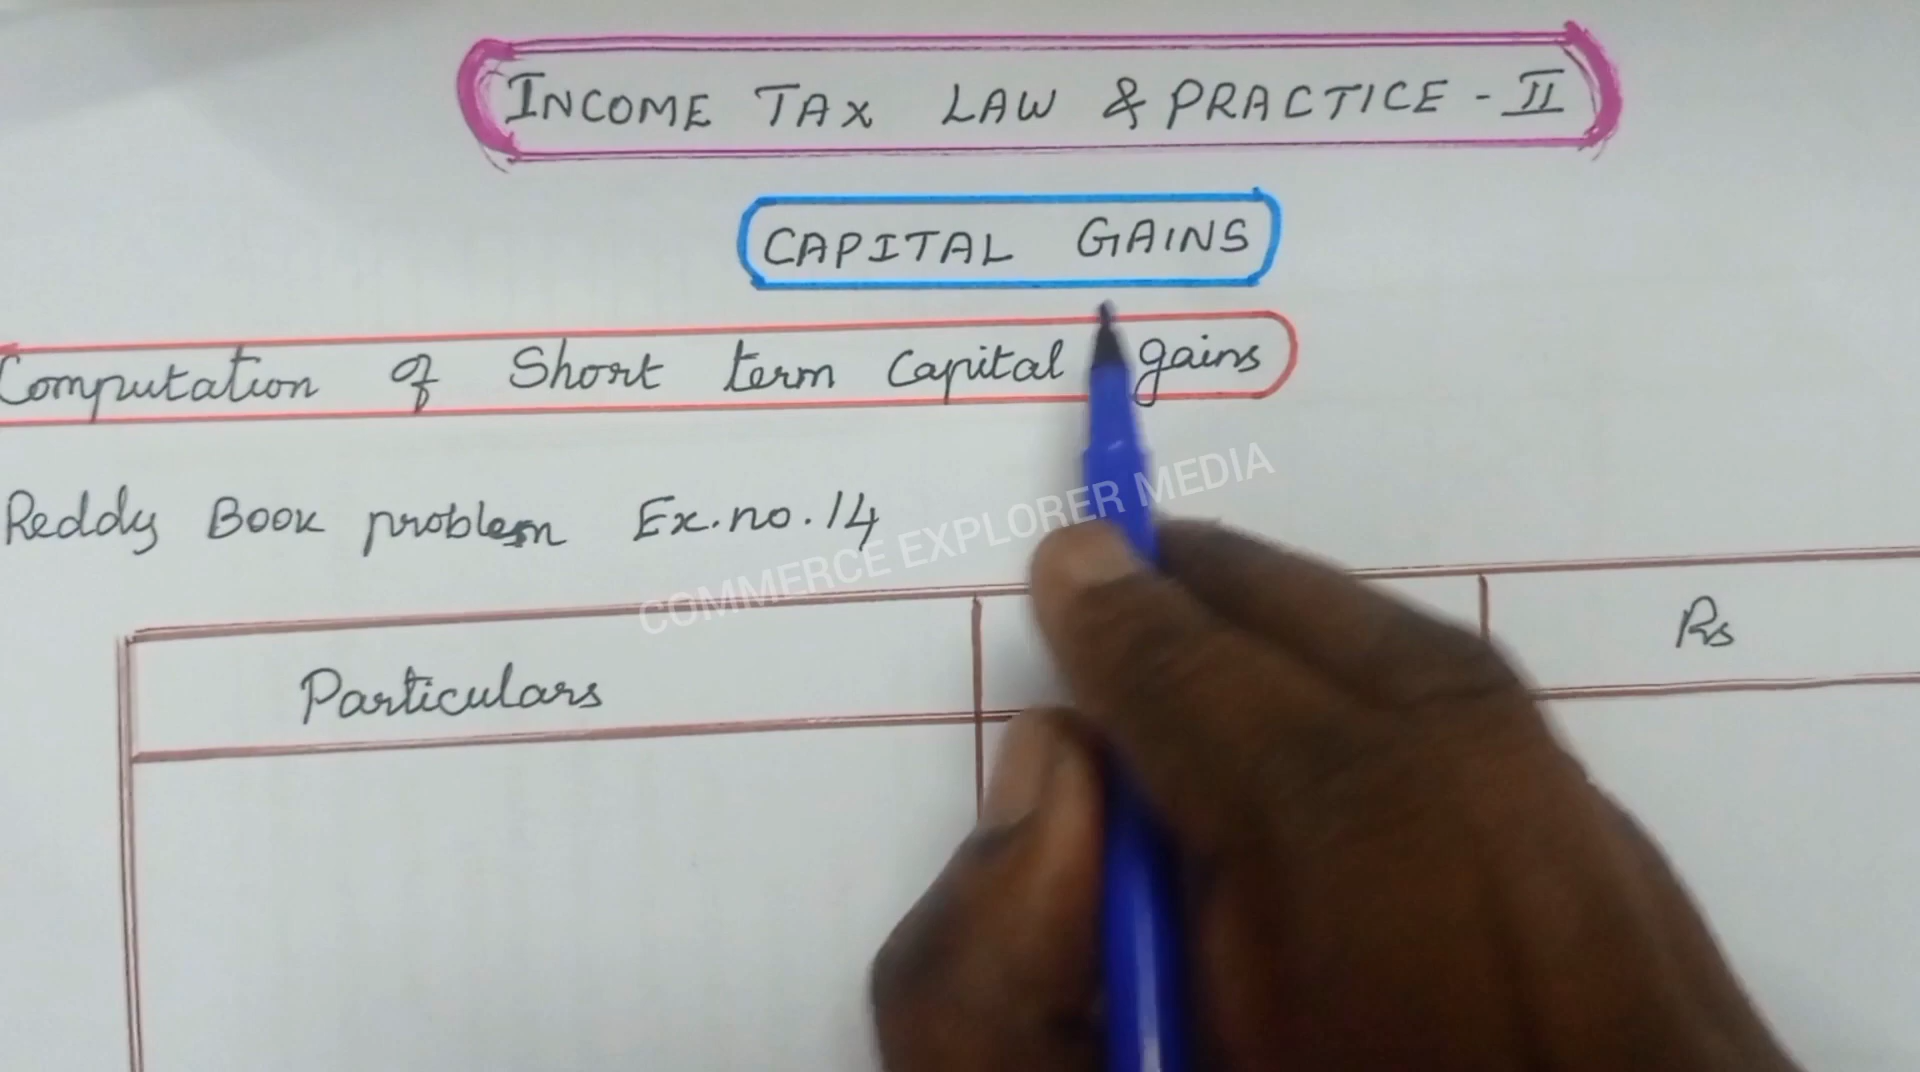 INCOME TAX LAW & PRACTICE - II
CAPITAL GAINS
Computation of Short term Capital gains
Reddy Book problem Ex.no.14
COMMERCE EXPLORER MEDIA
Particulars Rs